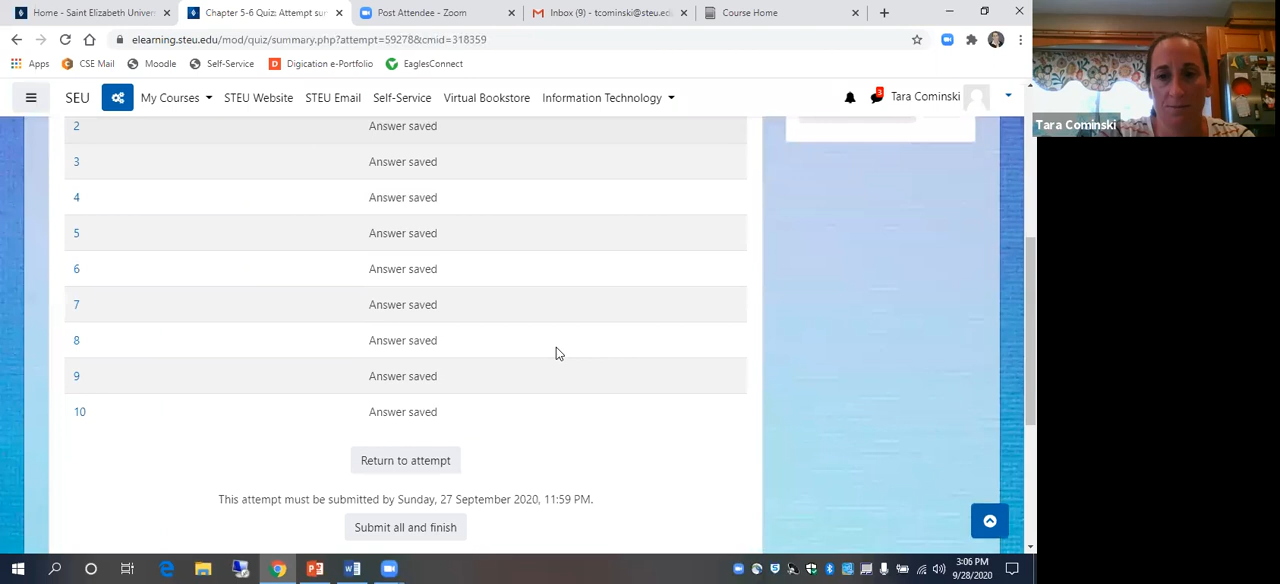 Home - Saint Elizabeth Univer
Chapter 5-6 Quiz: Attempt sur
Post Attendee - Zoom
Inbox (9) - tcominski@steu.ed
Course Home
elearning.steu.edu/mod/quiz/summary.php?attempt=59278&cmid=318359
Apps
CSE Mail
Moodle
Self-Service
Digication e-Portfolio
EaglesConnect
SEU
My Courses
STEU Website
STEU Email
Self-Service
Virtual Bookstore
Information Technology
3
Tara Cominski
Tara Cominski
2 Answer saved
3 Answer saved
4 Answer saved
5 Answer saved
6 Answer saved
7 Answer saved
8 Answer saved
9 Answer saved
10 Answer saved
Return to attempt
This attempt must be submitted by Sunday, 27 September 2020, 11:59 PM.
Submit all and finish
3:06 PM
9/28/2020